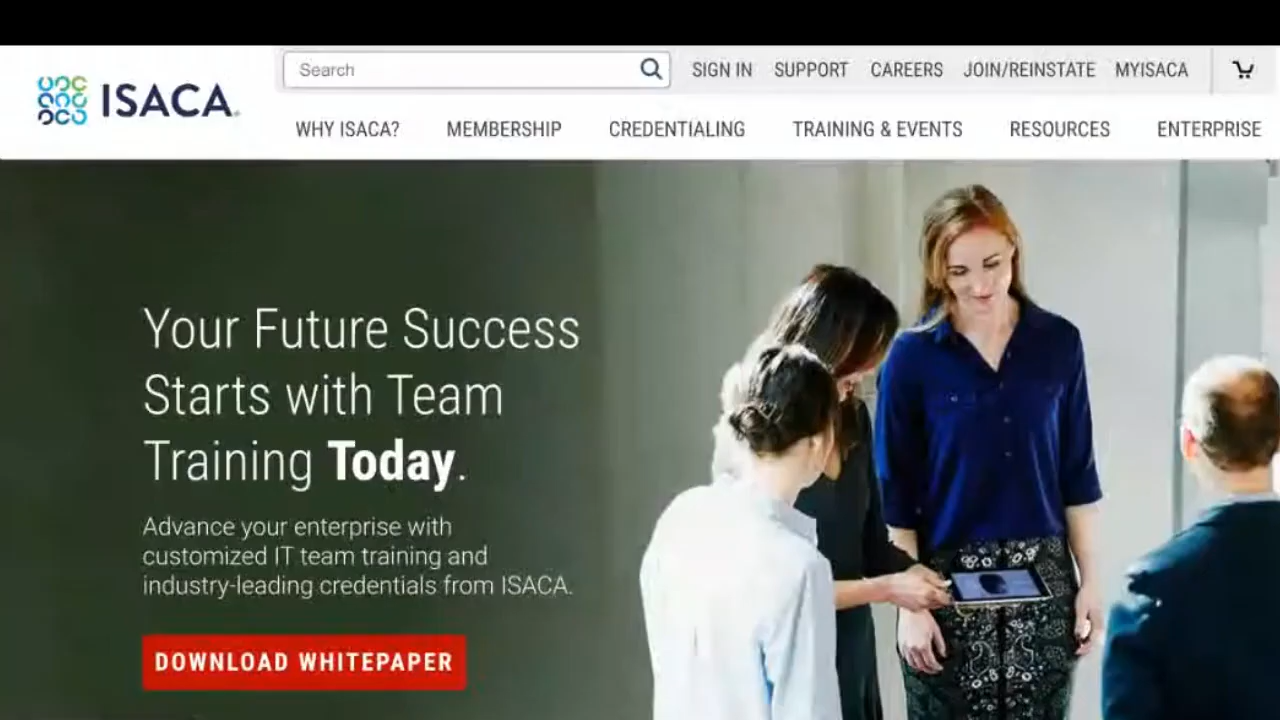 Search
SIGN IN SUPPORT CAREERS JOIN/REINSTATE MYISACA
ISACA.
WHY ISACA? MEMBERSHIP CREDENTIALING TRAINING & EVENTS RESOURCES ENTERPRISE
Your Future Success
Starts with Team
Training Today.
Advance your enterprise with
customized IT team training and
industry-leading credentials from ISACA.
DOWNLOAD WHITEPAPER